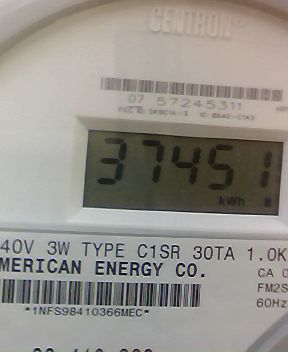 CENTRON®
07 57245311
37451
kWh
40V 3W TYPE C1SR 30TA 1.0K
MERICAN ENERGY CO.
CA 0
FM2S
60Hz
*1NFS98410366MEC*